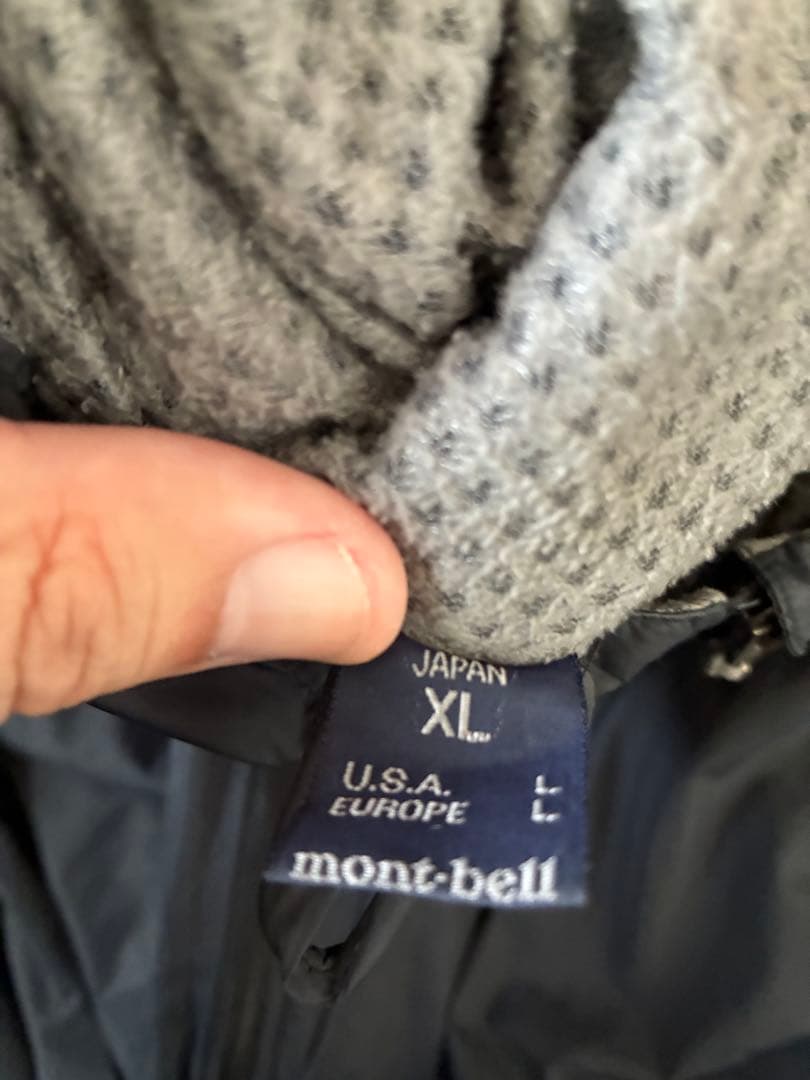 JAPAN
XL
U.S.A. L
EUROPE L
mont-bell